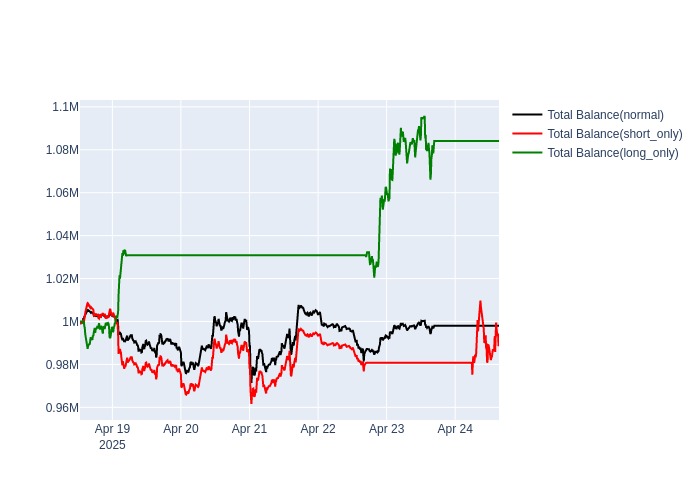 1.1M
1.08M
1.06M
1.04M
1.02M
1M
0.98M
0.96M
Apr 19
2025
Apr 20
Apr 21
Apr 22
Apr 23
Apr 24
Total Balance(normal)
Total Balance(short_only)
Total Balance(long_only)